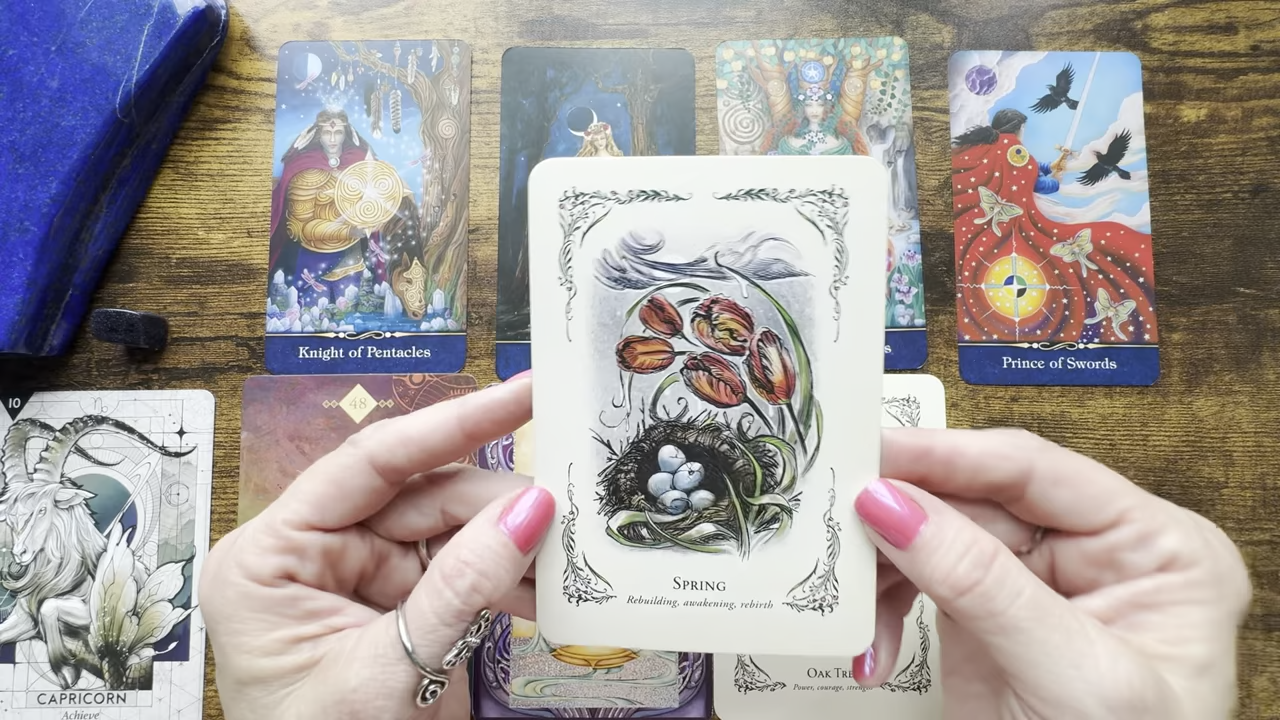 Knight of Pentacles
s
Prince of Swords
10
48
SPRING
Rebuilding, awakening, rebirth
CAPRICORN
Achieve
OAK TRE
Power, courage, strength